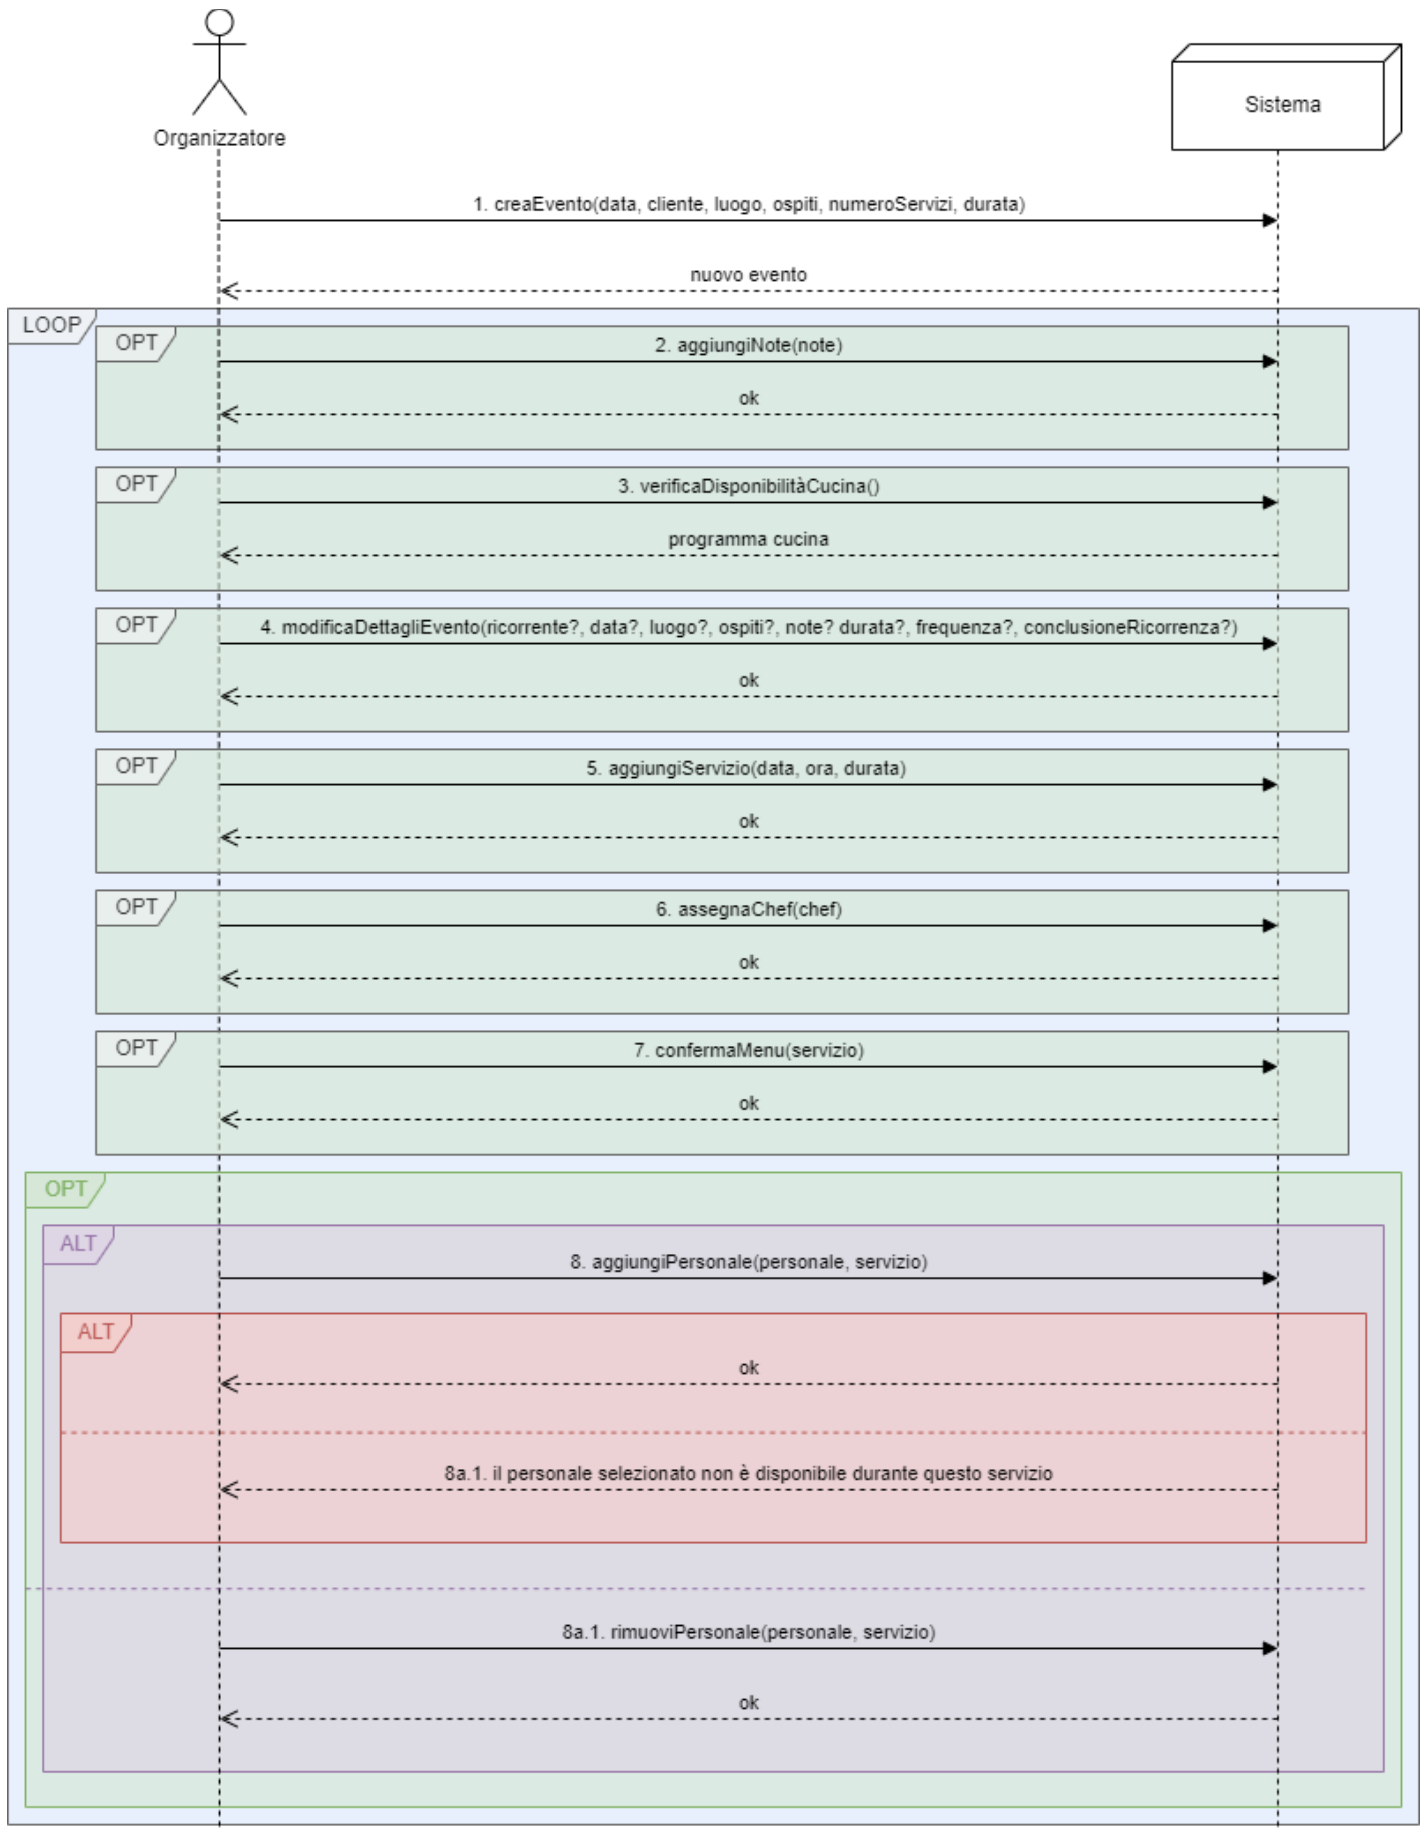 Organizzatore
Sistema
1. creaEvento(data, cliente, luogo, ospiti, numeroServizi, durata)
nuovo evento
LOOP
OPT
2. aggiungiNote(note)
ok
OPT
3. verificaDisponibilitàCucina()
programma cucina
OPT
4. modificaDettagliEvento(ricorrente?, data?, luogo?, ospiti?, note? durata?, frequenza?, conclusioneRicorrenza?)
ok
OPT
5. aggiungiServizio(data, ora, durata)
ok
OPT
6. assegnaChef(chef)
ok
OPT
7. confermaMenu(servizio)
ok
OPT
ALT
8. aggiungiPersonale(personale, servizio)
ALT
ok
8a.1. il personale selezionato non è disponibile durante questo servizio
8a.1. rimuoviPersonale(personale, servizio)
ok